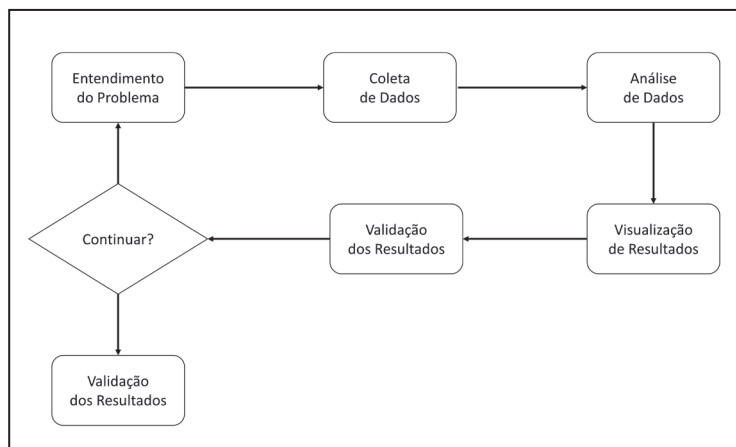 Entendimento
do Problema
Coleta
de Dados
Análise
de Dados
Continuar?
Validação
dos Resultados
Visualização
de Resultados
Validação
dos Resultados